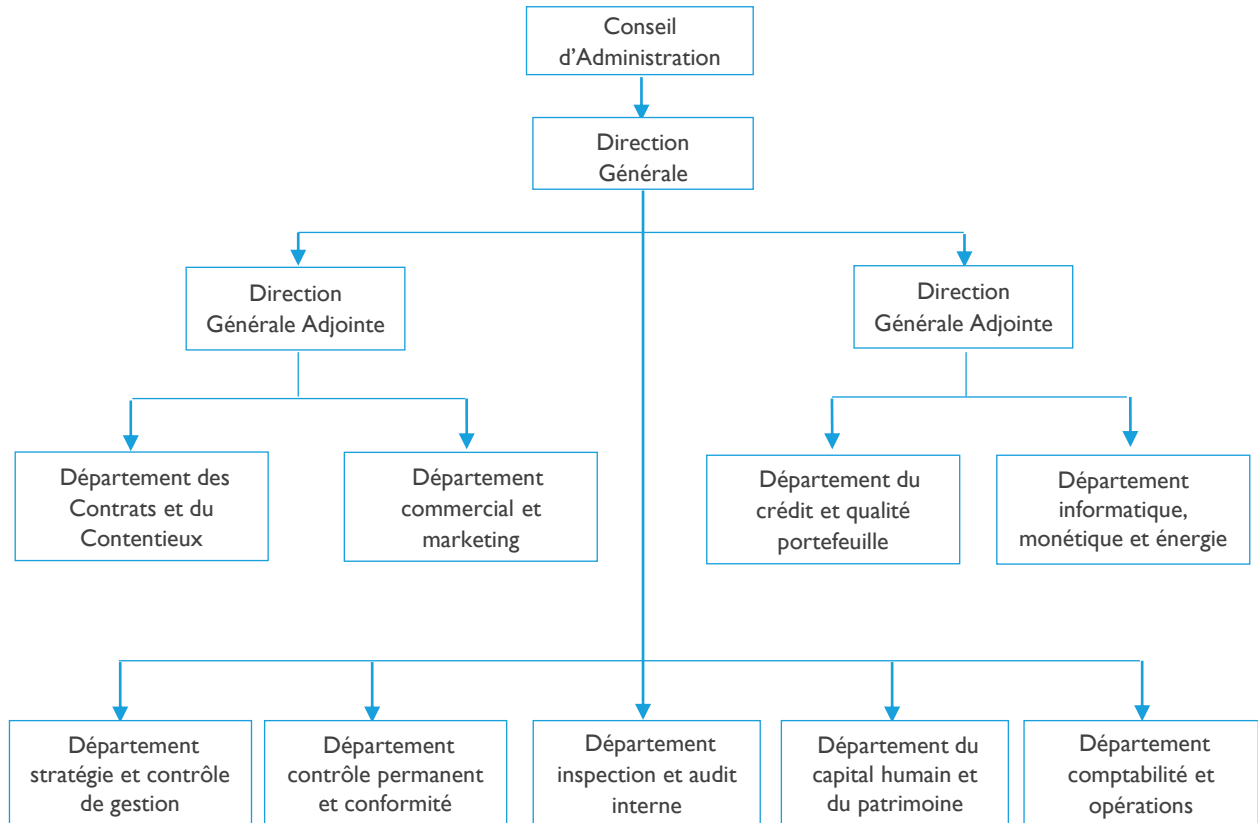 Conseil
d’Administration
Direction
Générale
Direction
Générale Adjointe
Direction
Générale Adjointe
Département des
Contrats et du
Contentieux
Département
commercial et
marketing
Département du
crédit et qualité
portefeuille
Département
informatique,
monétique et énergie
Département
stratégie et contrôle
de gestion
Département
contrôle permanent
et conformité
Département
inspection et audit
interne
Département du
capital humain et
du patrimoine
Département
comptabilité et
opérations